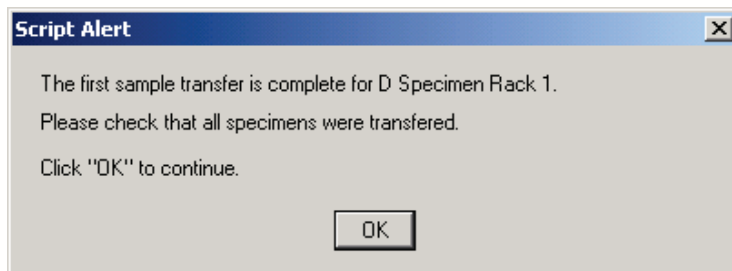 Script Alert
The first sample transfer is complete for D Specimen Rack 1.
Please check that all specimens were transfered.
Click "OK" to continue.
OK